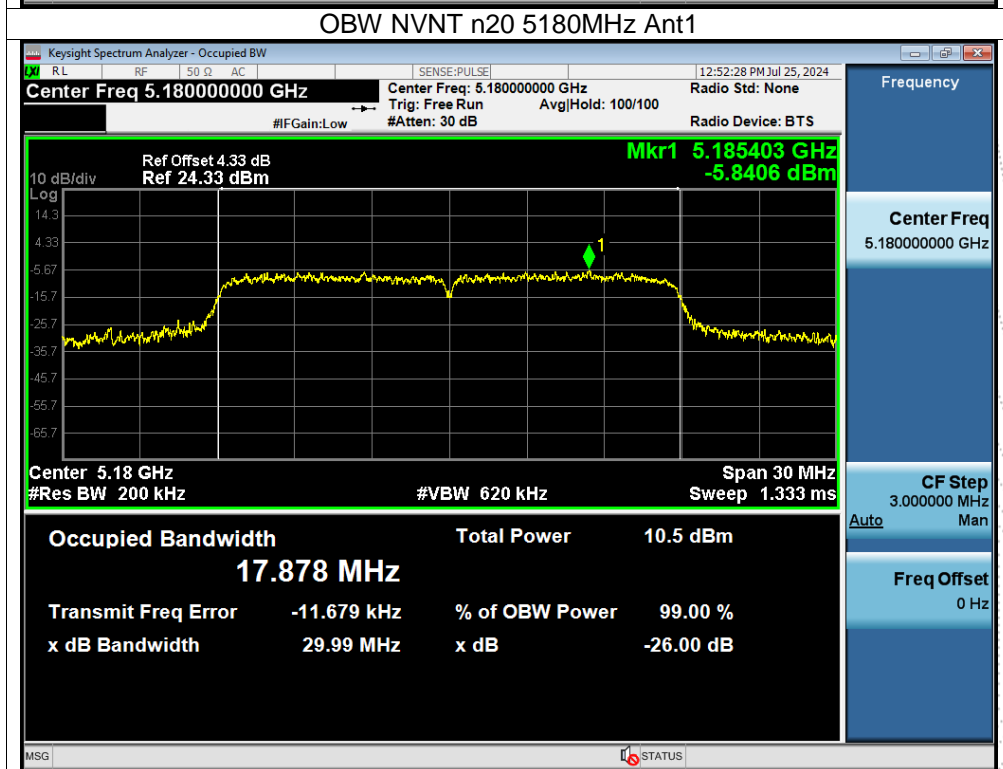 OBW NVNT n20 5180MHz Ant1
Keysight Spectrum Analyzer - Occupied BW
LXI RL RF 50 Ω AC SENSE:PULSE 12:52:28 PM Jul 25, 2024
Center Freq 5.180000000 GHz Center Freq: 5.180000000 GHz Radio Std: None
Trig: Free Run Avg|Hold: 100/100
#IFGain:Low #Atten: 30 dB Radio Device: BTS
Frequency
Mkr1 5.185403 GHz
-5.8406 dBm
Ref Offset 4.33 dB
10 dB/div Ref 24.33 dBm
Log
14.3
4.33
-5.67
-15.7
-25.7
-35.7
-45.7
-55.7
-65.7
1
Center 5.18 GHz Span 30 MHz
#Res BW 200 kHz #VBW 620 kHz Sweep 1.333 ms
Occupied Bandwidth Total Power 10.5 dBm
17.878 MHz
Transmit Freq Error -11.679 kHz % of OBW Power 99.00 %
x dB Bandwidth 29.99 MHz x dB -26.00 dB
Center Freq
5.180000000 GHz
CF Step
3.000000 MHz
Auto Man
Freq Offset
0 Hz
MSG STATUS